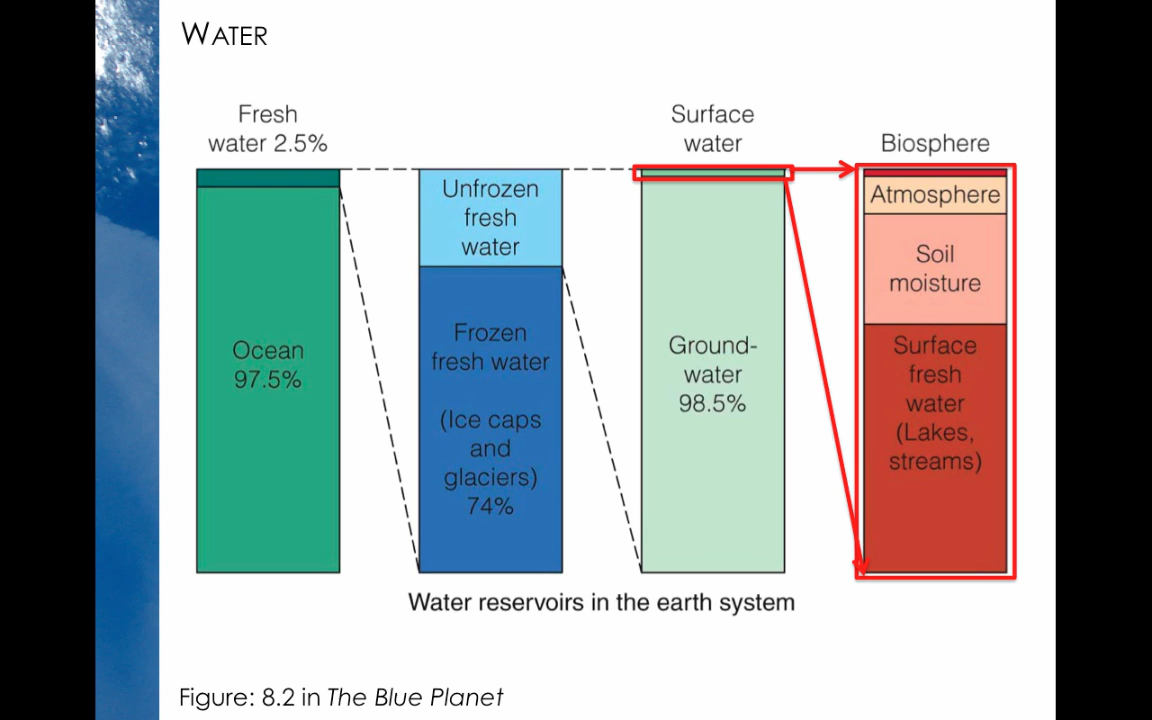 WATER
Fresh
water 2.5%
Ocean
97.5%
Unfrozen
fresh
water
Frozen
fresh water
(Ice caps
and
glaciers)
74%
Surface
water
Ground-
water
98.5%
Biosphere
Atmosphere
Soil
moisture
Surface
fresh
water
(Lakes,
streams)
Water reservoirs in the earth system
Figure: 8.2 in The Blue Planet